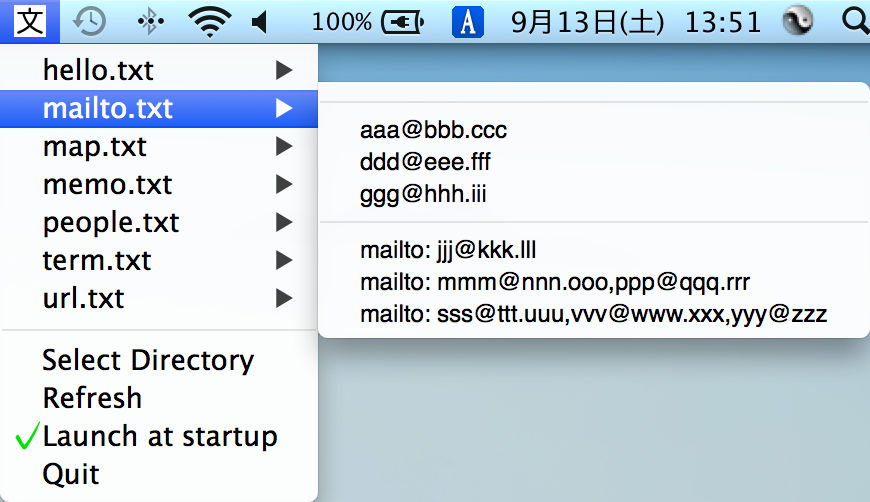 文 100% A 9月13日(土) 13:51
hello.txt
mailto.txt
map.txt
memo.txt
people.txt
term.txt
url.txt
Select Directory
Refresh
Launch at startup
Quit
aaa@bbb.ccc
ddd@eee.fff
ggg@hhh.iii
mailto: jjj@kkk.lll
mailto: mmm@nnn.ooo,ppp@qqq.rrr
mailto: sss@ttt.uuu,vvv@www.xxx,yyy@zzz